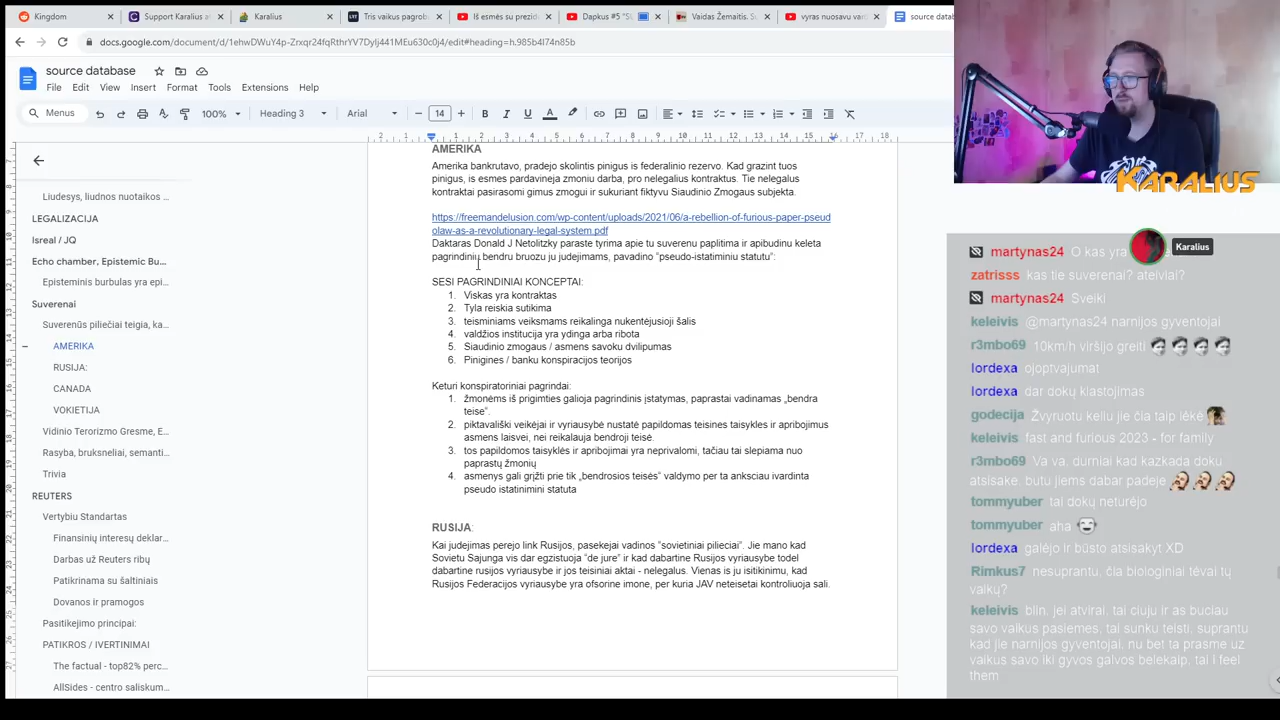 Kingdom
Support Karalius a
Karalius
Tris vaikus pagrob
Iš esmės su prezid
Dapkus #5 "Sl
Vaidas Žemaitis. Su
vyras nuosavu van
source datab
docs.google.com/document/d/1ehwDWuY4p-Zrxqr24fqRthrYV7DyIj441MEu630c0j4/edit#heading=h.985b4l74n85b
source database
File Edit View Insert Format Tools Extensions Help
Menus 100% Heading 3 Arial 14
Liudesys, liudnos nuotaikos ...
LEGALIZACIJA
Isreal / JQ
Echo chamber, Epistemic Bu...
Episteminis burbulas yra epi...
Suverenai
Suverenūs piliečiai teigia, ka...
AMERIKA
RUSIJA:
CANADA
VOKIETIJA
Vidinio Terorizmo Gresme, E...
Rasyba, bruksneliai, semanti...
Trivia
REUTERS
Vertybiu Standartas
Finansinių interesų deklar...
Darbas už Reuters ribų
Patikrinama su šaltiniais
Dovanos ir pramogos
Pasitikejimo principai:
PATIKROS / IVERTINIMAI
The factual - top82% perc...
AllSides - centro saliskum...
AMERIKA
Amerika bankrutavo, pradejo skolintis pinigus is federalinio rezervo. Kad grazint tuos
pinigus, is esmes pardavineja zmoniu darba, pro nelegalius kontraktus. Tie nelegalus
kontraktai pasirasomi gimus zmogui ir sukuriant fiktyvu Siaudinio Zmogaus subjekta.
https://freemandelusion.com/wp-content/uploads/2021/06/a-rebellion-of-furious-paper-pseud
olaw-as-a-revolutionary-legal-system.pdf
Daktaras Donald J Netolitzky paraste tyrima apie tu suverenu paplitima ir apibudinu keleta
pagrindiniu bendru bruozu ju judejimams, pavadino "pseudo-istatiminiu statutu":
SESI PAGRINDINIAI KONCEPTAI:
1. Viskas yra kontraktas
2. Tyla reiskia sutikima
3. teisminiams veiksmams reikalinga nukentėjusioji šalis
4. valdžios institucija yra ydinga arba ribota
5. Siaudinio zmogaus / asmens savoku dvilipumas
6. Pinigines / banku konspiracijos teorijos
Keturi konspiratoriniai pagrindai:
1. žmonėms iš prigimties galioja pagrindinis įstatymas, paprastai vadinamas „bendra
teise“.
2. piktavališki veikėjai ir vyriausybė nustatė papildomas teisines taisykles ir apribojimus
asmens laisvei, nei reikalauja bendroji teisė.
3. tos papildomos taisyklės ir apribojimai yra neprivalomi, tačiau tai slepiama nuo
paprastų žmonių
4. asmenys gali grįžti prie tik „bendrosios teisės“ valdymo per ta anksciau ivardinta
pseudo istatinimini statuta
RUSIJA:
Kai judejimas perejo link Rusijos, pasekejai vadinos "sovietiniai pilieciai". Jie mano kad
Sovietu Sajunga vis dar egzistuoja "de jure" ir kad dabartine Rusijos vyriausybe todel
dabartine rusijos vyriausybe ir jos teisiniai aktai - nelegalus. Vienas is ju isitikinimu, kad
Rusijos Federacijos vyriausybe yra ofsorine imone, per kuria JAV neteisetai kontroliuoja sali.
KARALIUS
martynas24 O kas yra
Karalius
zatrisss kas tie suverenai? ateiviai?
martynas24 Sveiki
keleivis @martynas24 narnijos gyventojai
r3mbo69 10km/h viršijo greiti
lordexa ojoptvajumat
lordexa dar dokų klastojimas
godecija Žvyruotu keliu jie čia taip lėkė
keleivis fast and furious 2023 - for family
r3mbo69 Va va, durniai kad kazkada doku
atsisake, butu jiems dabar padeje
tommyuber tai dokų neturėjo
tommyuber aha
lordexa galėjo ir būsto atsisakyt XD
Rimkus7 nesuprantu, čia biologiniai tėvai tų
vaikų?
keleivis blin, jei atvirai, tai ciuju ir as buciau
savo vaikus pasiemes, tai sunku teisti, suprantu
kad jie narnijos gyventojai, nu bet ta prasme uz
vaikus savo iki gyvos galvos belekaip, tai I feel
them